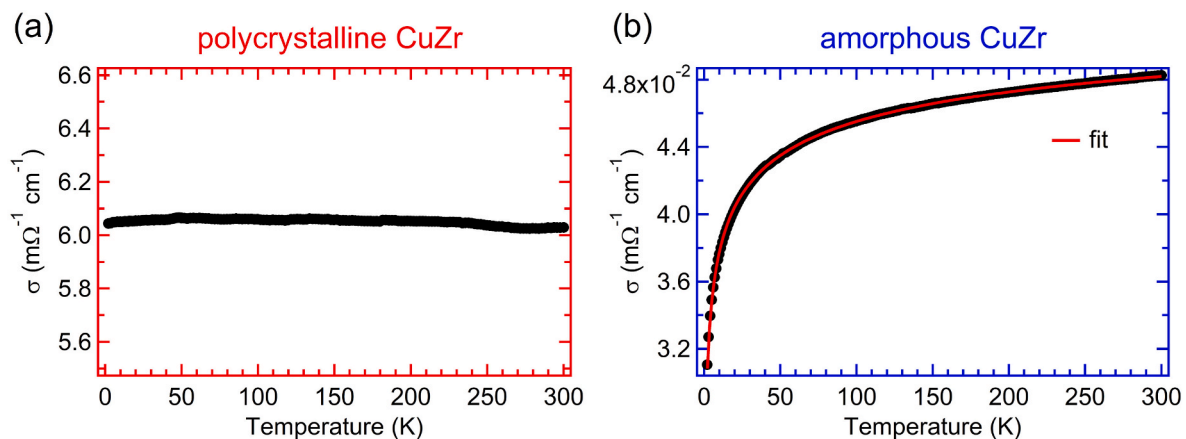 (a)
polycrystalline CuZr
6.6
6.4
6.2
6.0
5.8
5.6
σ (mΩ⁻¹ cm⁻¹)
0 50 100 150 200 250 300
Temperature (K)
(b)
amorphous CuZr
4.8x10⁻²
4.4
4.0
3.6
3.2
σ (mΩ⁻¹ cm⁻¹)
fit
0 50 100 150 200 250 300
Temperature (K)